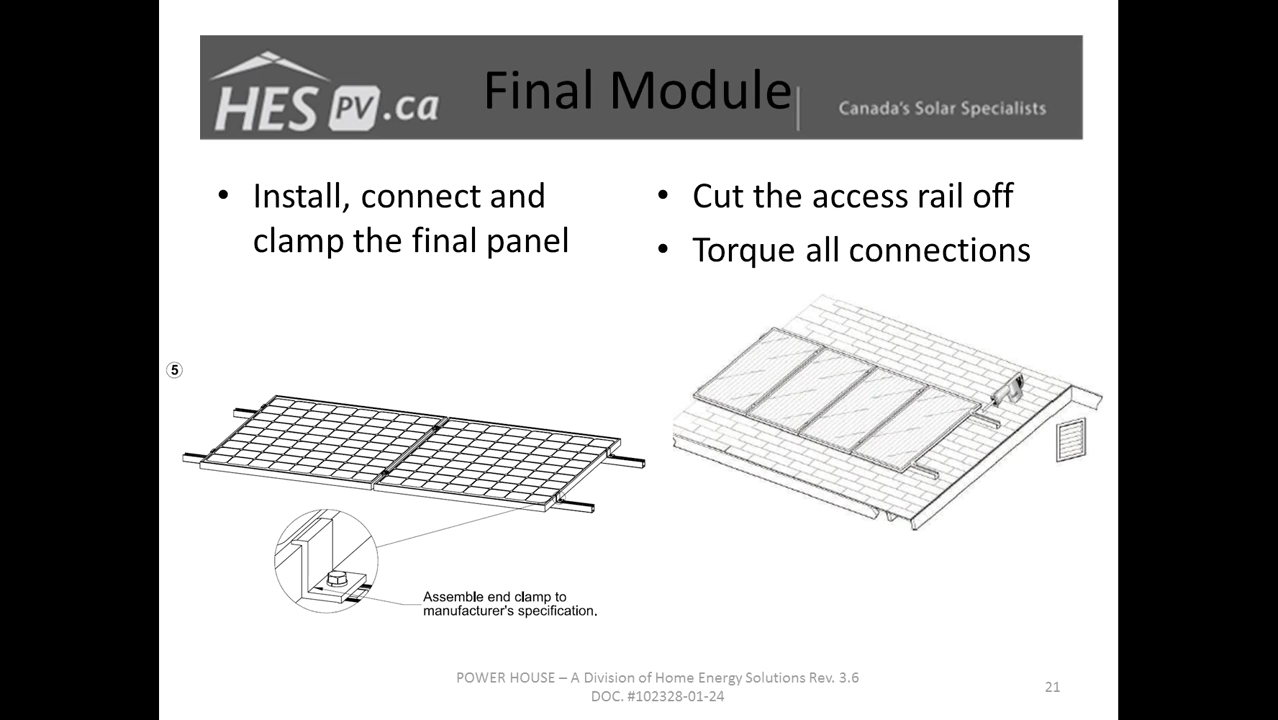 HES PV.ca
Final Module
Canada's Solar Specialists
• Install, connect and
clamp the final panel
• Cut the access rail off
• Torque all connections
5
Assemble end clamp to
manufacturer's specification.
POWER HOUSE – A Division of Home Energy Solutions Rev. 3.6
DOC. #102328-01-24
21